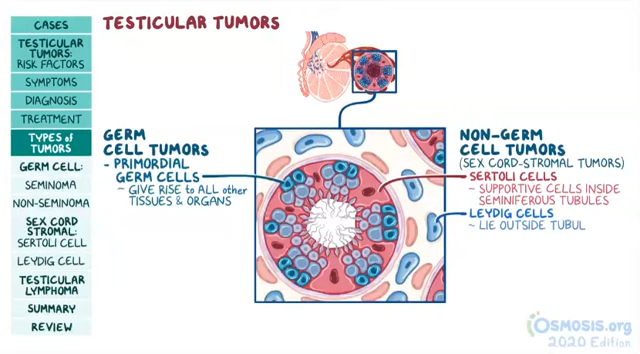 TESTICULAR TUMORS
CASES
TESTICULAR
TUMORS:
RISK FACTORS
SYMPTOMS
DIAGNOSIS
TREATMENT
TYPES of
TUMORS
GERM CELL:
SEMINOMA
NON-SEMINOMA
SEX CORD
STROMAL:
SERTOLI CELL
LEYDIG CELL
TESTICULAR
LYMPHOMA
SUMMARY
REVIEW
GERM
CELL TUMORS
- PRIMORDIAL
GERM CELLS
~ GIVE RISE to ALL other
TISSUES & ORGANS
NON-GERM
CELL TUMORS
(SEX CORD-STROMAL TUMORS)
- SERTOLI CELLS
~ SUPPORTIVE CELLS INSIDE
SEMINIFEROUS TUBULES
- LEYDIG CELLS
~ LIE OUTSIDE TUBUL
OSMOSIS.org
2020 Edition